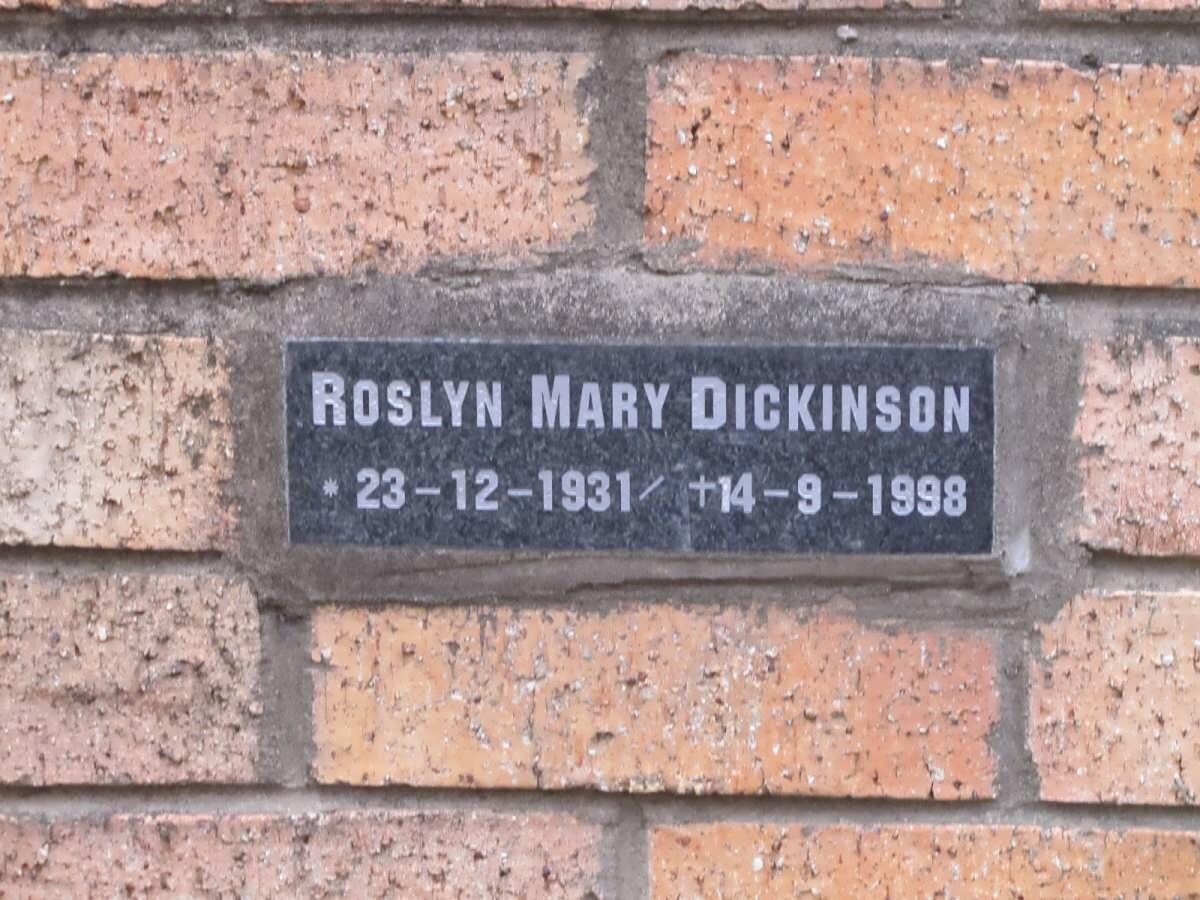 ROSLYN MARY DICKINSON
* 23-12-1931/ †14-9-1998